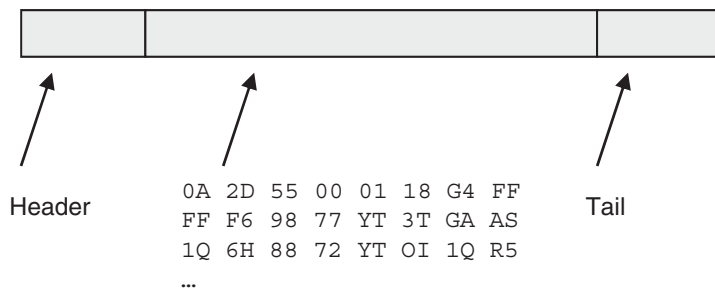 0A 2D 55 00 01 18 G4 FF
FF F6 98 77 YT 3T GA AS
1Q 6H 88 72 YT OI 1Q R5
…
Header
Tail